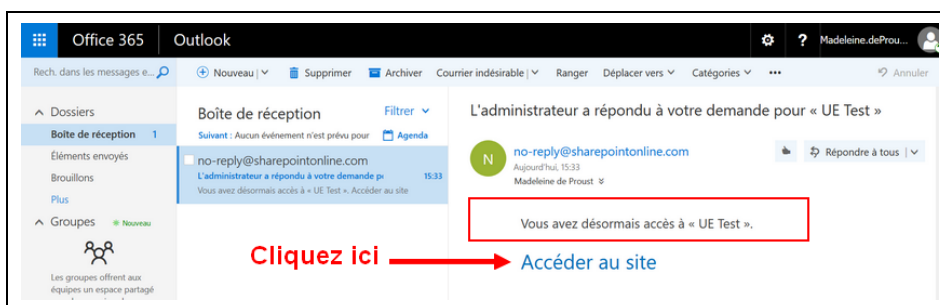 Office 365
Outlook
Madeleine.deProu...
Rech. dans les messages e...
Nouveau
Supprimer
Archiver
Courrier indésirable
Ranger
Déplacer vers
Catégories
Annuler
Dossiers
Boîte de réception 1
Éléments envoyés
Brouillons
Plus
Groupes
Nouveau
Les groupes offrent aux
équipes un espace partagé
Boîte de réception
Filtrer
Suivant : Aucun événement n'est prévu pour
Agenda
no-reply@sharepointonline.com
L'administrateur a répondu à votre demande p
15:33
Vous avez désormais accès à « UE Test ». Accéder au site
L'administrateur a répondu à votre demande pour « UE Test »
N
no-reply@sharepointonline.com
Aujourd'hui, 15:33
Madeleine de Proust
Répondre à tous
Vous avez désormais accès à « UE Test ».
Cliquez ici
Accéder au site